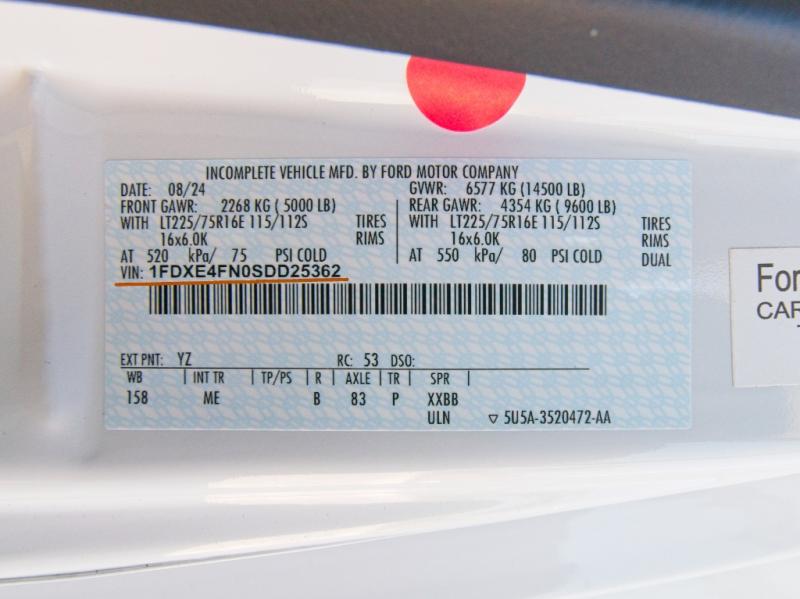 INCOMPLETE VEHICLE MFD. BY FORD MOTOR COMPANY
DATE: 08/24 GVWR: 6577 KG (14500 LB)
FRONT GAWR: 2268 KG ( 5000 LB) REAR GAWR: 4354 KG ( 9600 LB)
WITH LT225/75R16E 115/112S TIRES WITH LT225/75R16E 115/112S TIRES
16x6.0K RIMS 16x6.0K RIMS
AT 520 kPa/ 75 PSI COLD AT 550 kPa/ 80 PSI COLD DUAL
VIN: 1FDXE4FN0SDD25362
EXT PNT: YZ RC: 53 DSO:
WB INT TR TP/PS R AXLE TR SPR
158 ME B 83 P XXBB
ULN ▽ 5U5A-3520472-AA
For
CAR